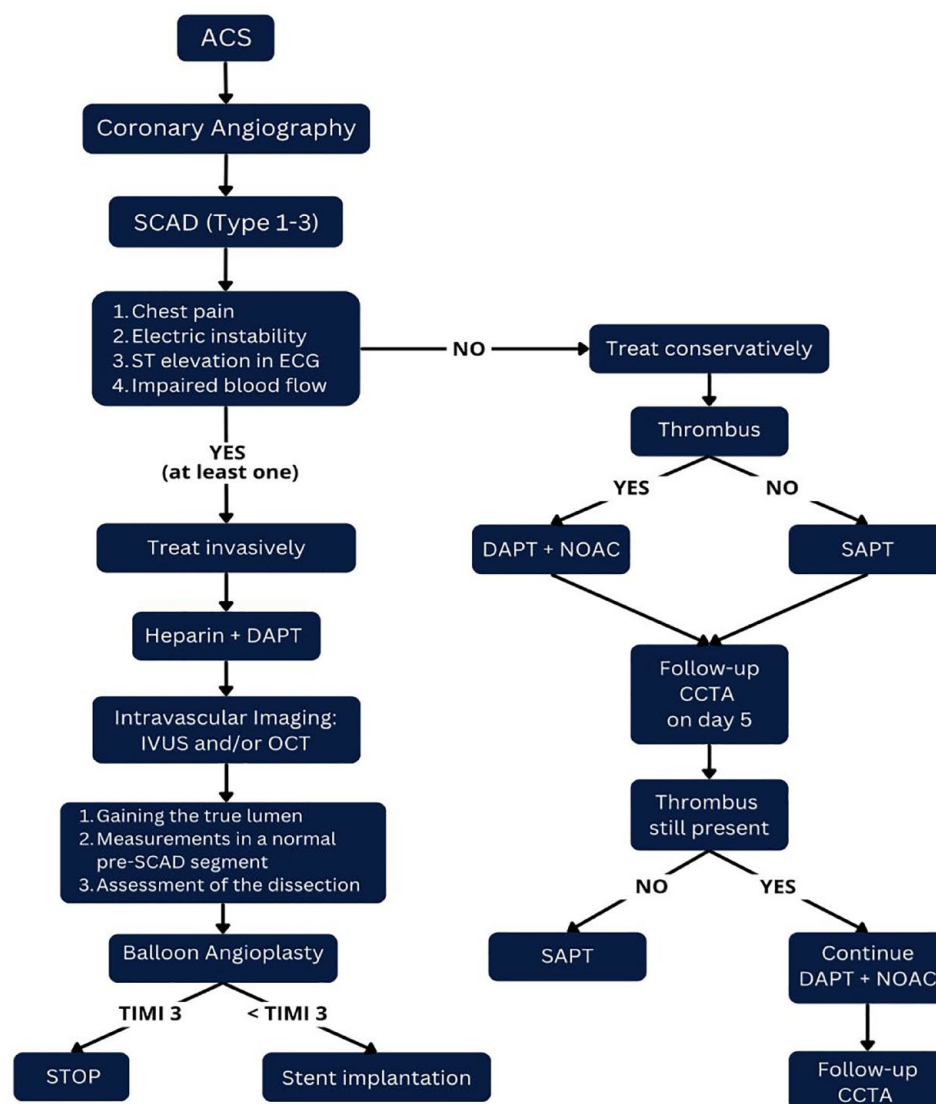 ACS
Coronary Angiography
SCAD (Type 1-3)
1. Chest pain
2. Electric instability
3. ST elevation in ECG
4. Impaired blood flow
NO
Treat conservatively
Thrombus
YES
NO
DAPT + NOAC
SAPT
Follow-up
CCTA
on day 5
Thrombus
still present
NO
YES
SAPT
Continue
DAPT + NOAC
Follow-up
CCTA
YES
(at least one)
Treat invasively
Heparin + DAPT
Intravascular Imaging:
IVUS and/or OCT
1. Gaining the true lumen
2. Measurements in a normal
pre-SCAD segment
3. Assessment of the dissection
Balloon Angioplasty
TIMI 3
< TIMI 3
STOP
Stent implantation